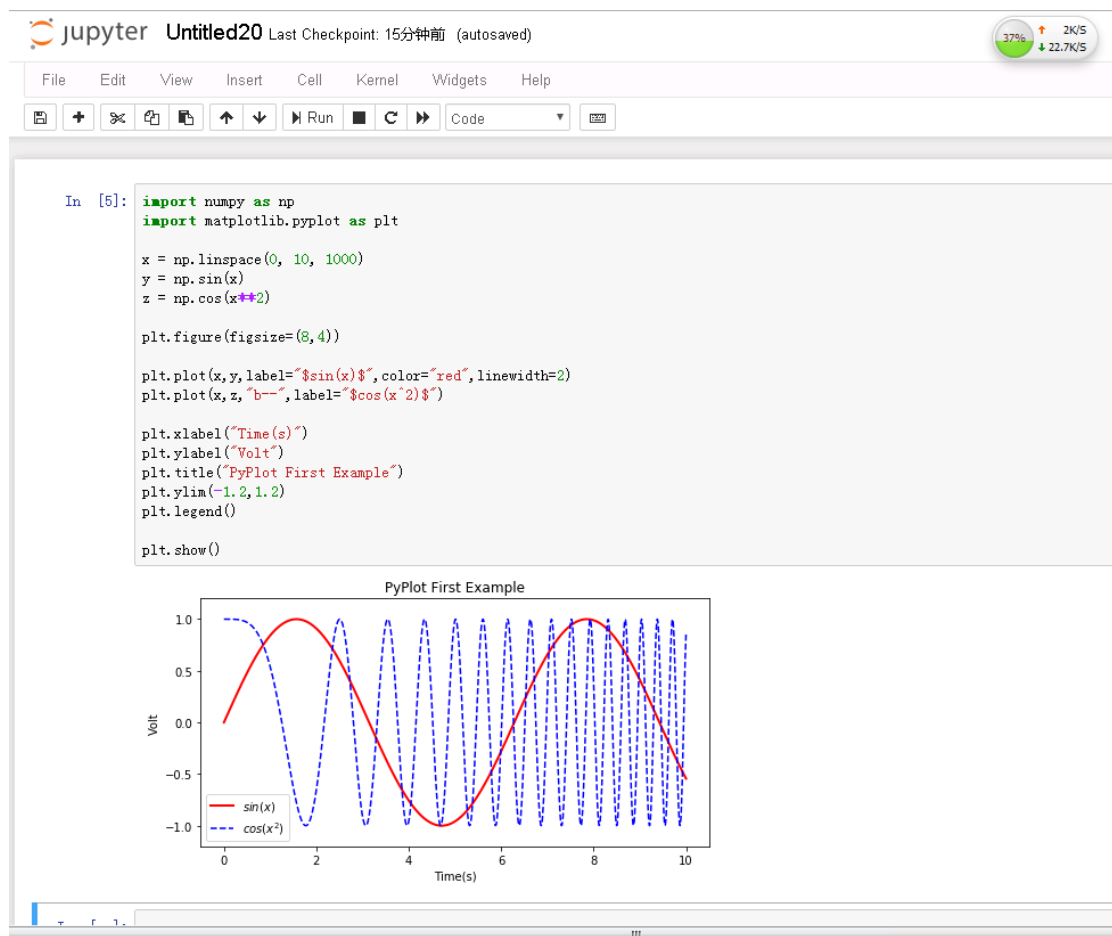 jupyter Untitled20 Last Checkpoint: 15分钟前 (autosaved)
37% ↑ 2K/S
↓ 22.7K/S
File Edit View Insert Cell Kernel Widgets Help
Run Code
In [5]:
import numpy as np
import matplotlib.pyplot as plt
x = np.linspace(0, 10, 1000)
y = np.sin(x)
z = np.cos(x**2)
plt.figure(figsize=(8,4))
plt.plot(x,y,label="$sin(x)$",color="red",linewidth=2)
plt.plot(x,z,"b--",label="$cos(x^2)$")
plt.xlabel("Time(s)")
plt.ylabel("Volt")
plt.title("PyPlot First Example")
plt.ylim(-1.2,1.2)
plt.legend()
plt.show()
PyPlot First Example
1.0
0.5
0.0
−0.5
−1.0
Volt
sin(x)
cos(x²)
0 2 4 6 8 10
Time(s)